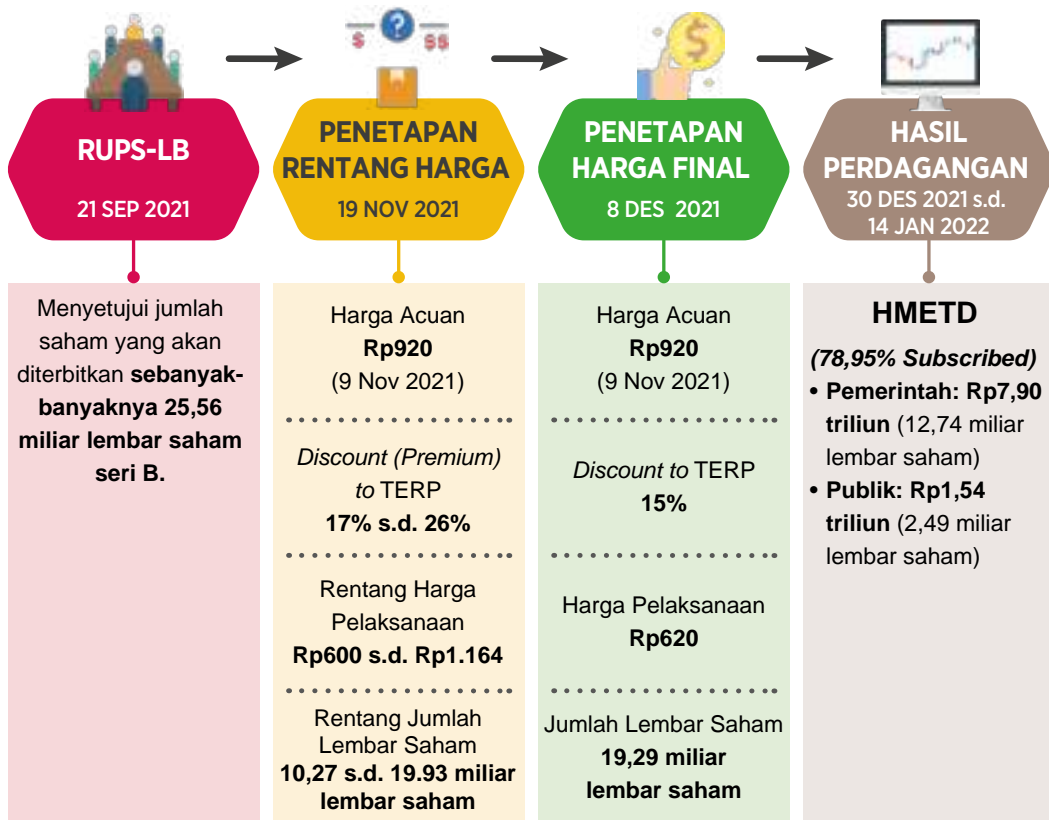 $ ? $$
$
RUPS-LB
21 SEP 2021
Menyetujui jumlah
saham yang akan
diterbitkan sebanyak-
banyaknya 25,56
miliar lembar saham
seri B.
PENETAPAN
RENTANG HARGA
19 NOV 2021
Harga Acuan
Rp920
(9 Nov 2021)
Discount (Premium)
to TERP
17% s.d. 26%
Rentang Harga
Pelaksanaan
Rp600 s.d. Rp1.164
Rentang Jumlah
Lembar Saham
10,27 s.d. 19.93 miliar
lembar saham
PENETAPAN
HARGA FINAL
8 DES 2021
Harga Acuan
Rp920
(9 Nov 2021)
Discount to TERP
15%
Harga Pelaksanaan
Rp620
Jumlah Lembar Saham
19,29 miliar
lembar saham
HASIL
PERDAGANGAN
30 DES 2021 s.d.
14 JAN 2022
HMETD
(78,95% Subscribed)
• Pemerintah: Rp7,90
triliun (12,74 miliar
lembar saham)
• Publik: Rp1,54
triliun (2,49 miliar
lembar saham)